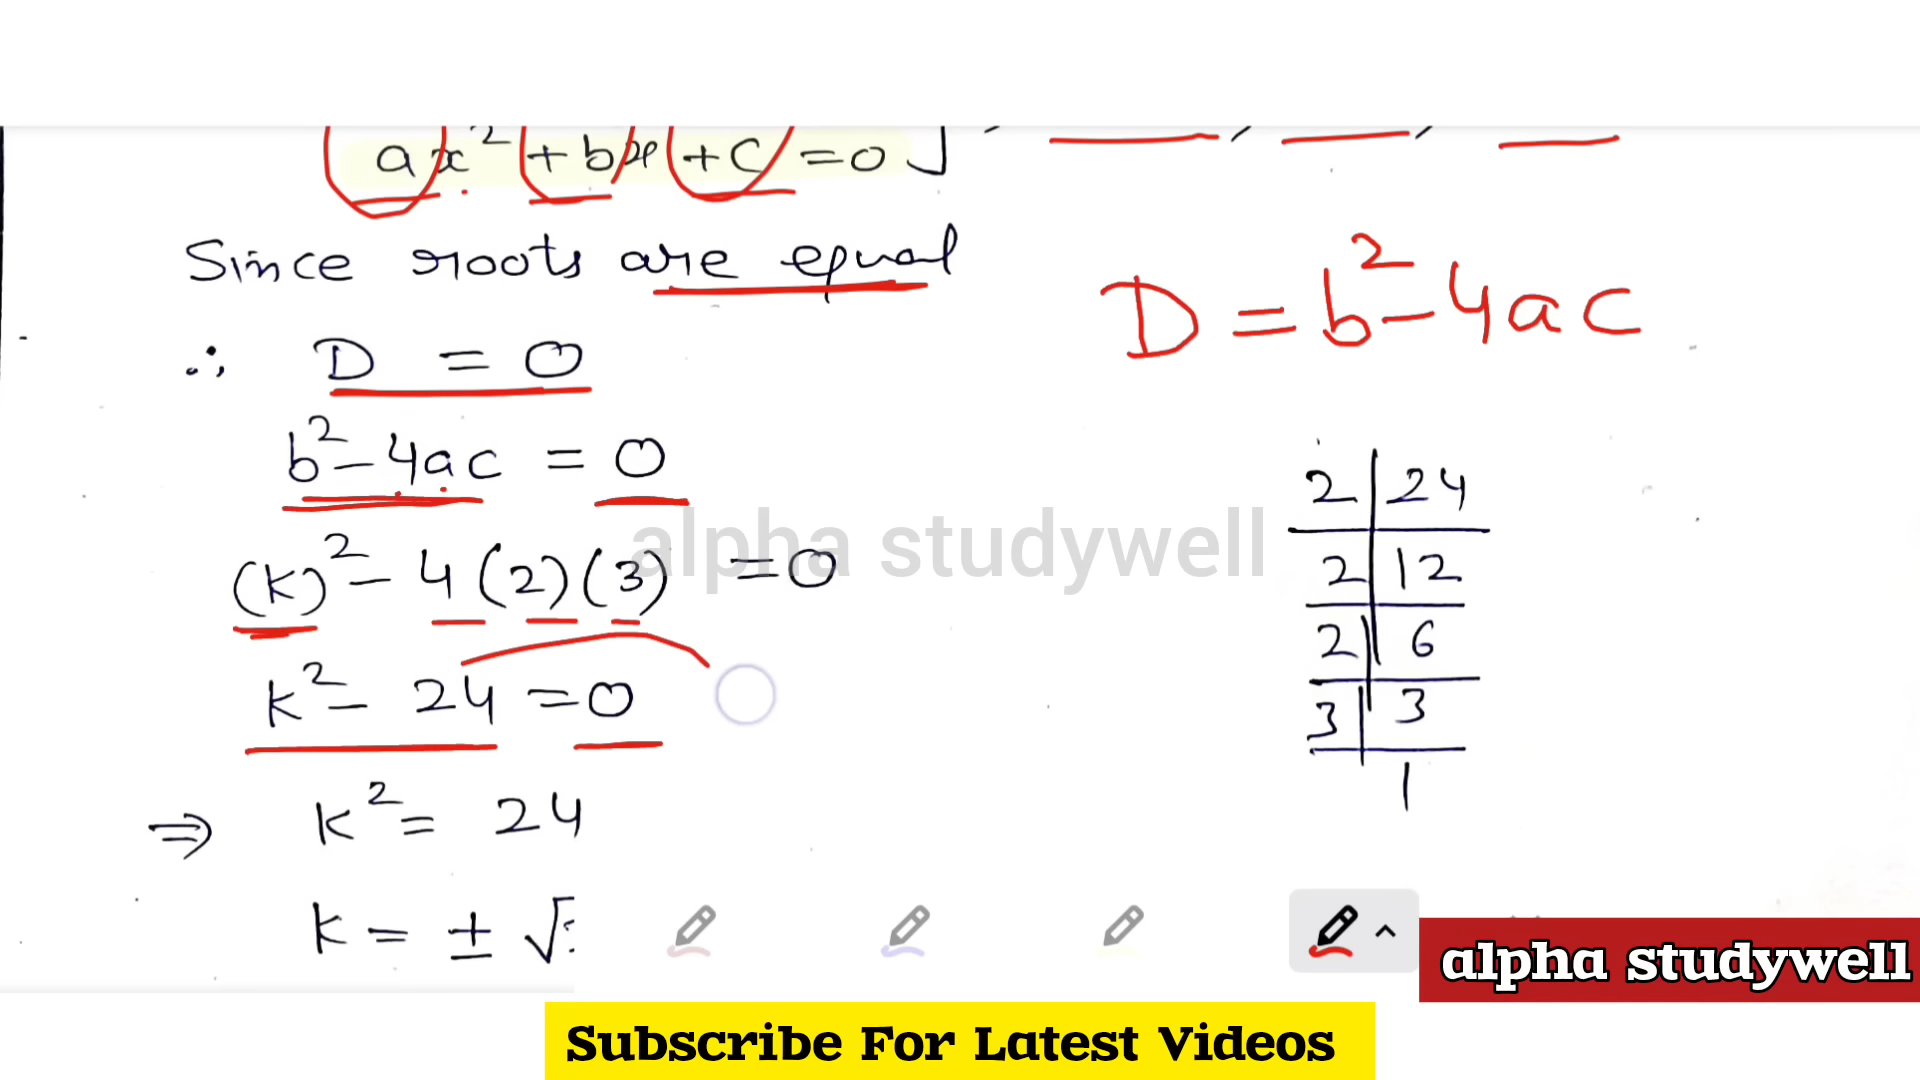 ax² + bx + c = 0
Since roots are equal
∴ D = 0
b² - 4ac = 0
(k)² - 4 (2) (3) = 0
k² - 24 = 0
⇒ k² = 24
k = ± √
D = b² - 4ac
2 | 24
2 | 12
2 | 6
3 | 3
1
alpha studywell
alpha studywell
Subscribe For Latest Videos